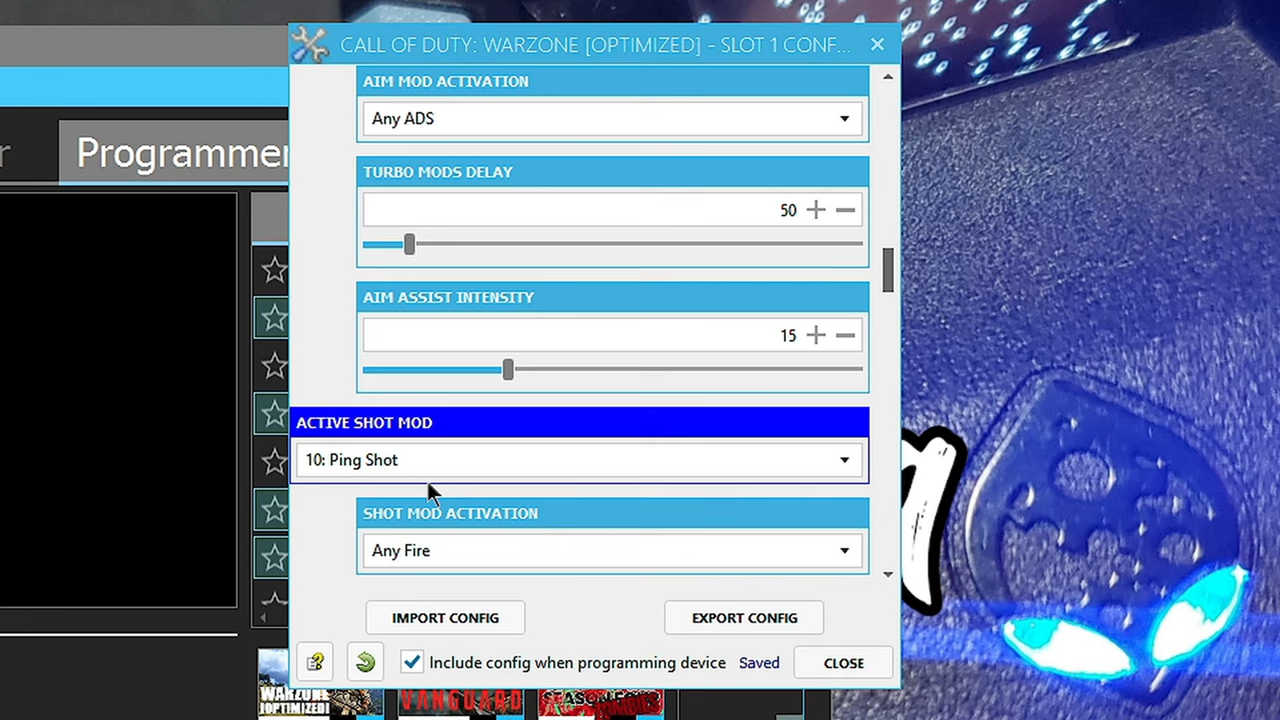 CALL OF DUTY: WARZONE [OPTIMIZED] - SLOT 1 CONF...
AIM MOD ACTIVATION
Any ADS
r
Programmer
TURBO MODS DELAY
50
AIM ASSIST INTENSITY
15
ACTIVE SHOT MOD
10: Ping Shot
SHOT MOD ACTIVATION
Any Fire
IMPORT CONFIG
EXPORT CONFIG
Include config when programming device
Saved
CLOSE
WARZONE
[OPTIMIZED]
VANGUARD